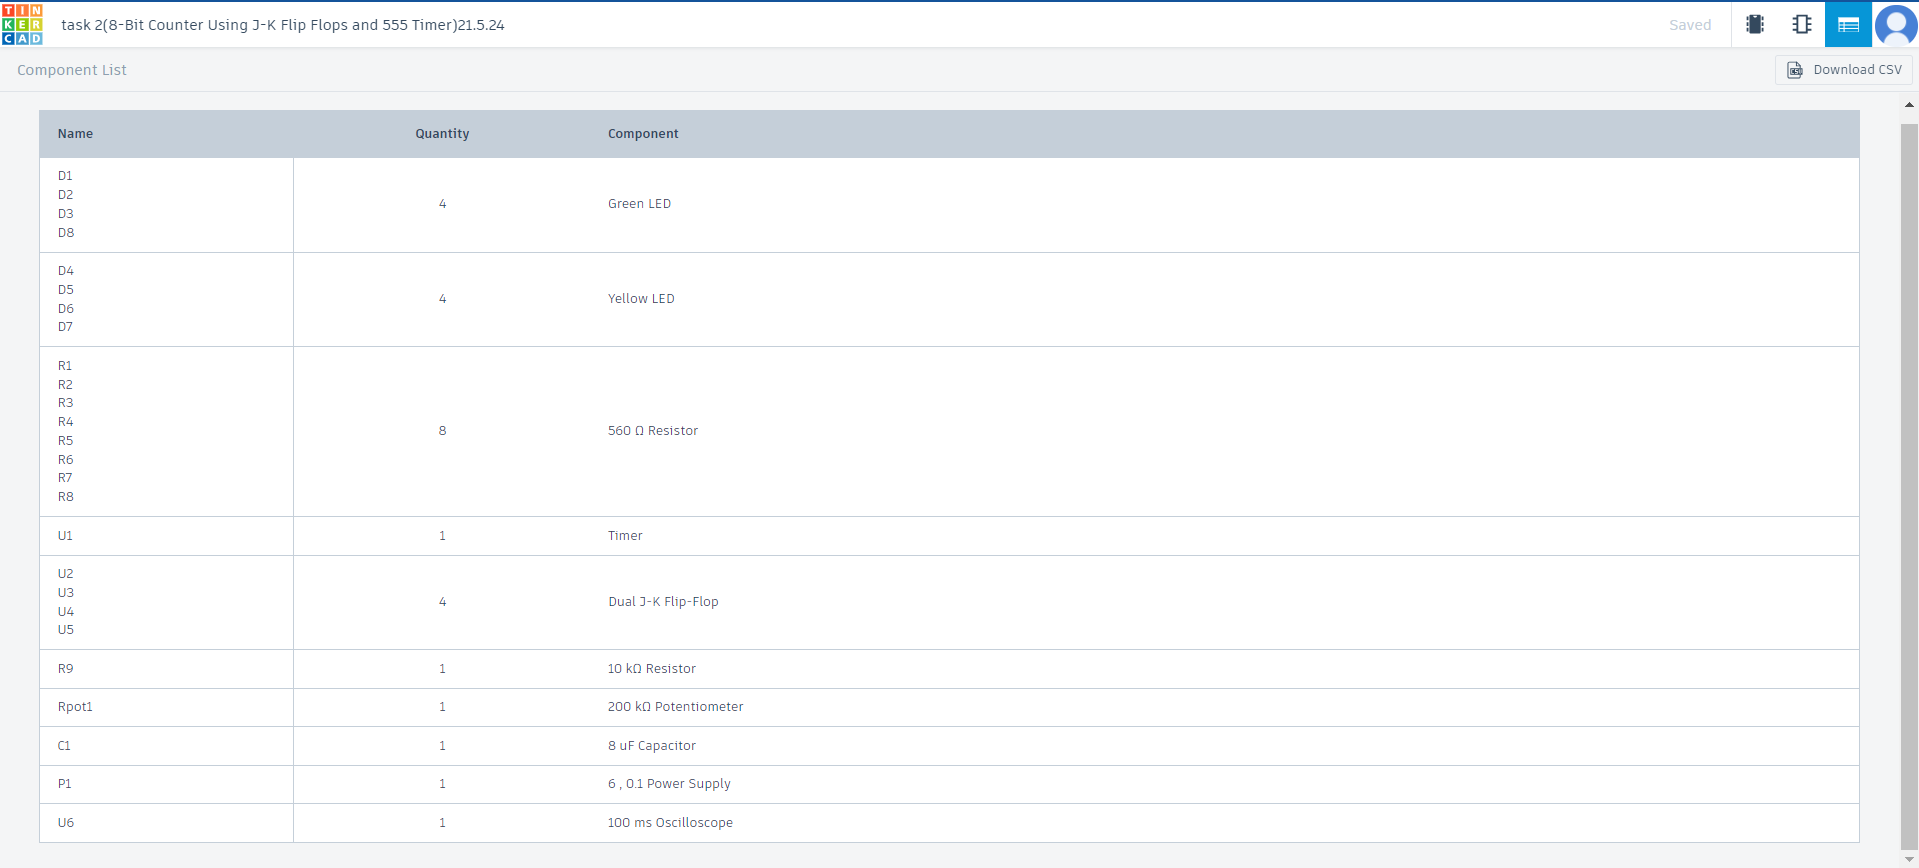 TIN
KER
CAD
task 2(8-Bit Counter Using J-K Flip Flops and 555 Timer)21.5.24
Saved
Component List
Download CSV
Name Quantity Component
D1
D2
D3
D8
4
Green LED
D4
D5
D6
D7
4
Yellow LED
R1
R2
R3
R4
R5
R6
R7
R8
8
560 Ω Resistor
U1 1 Timer
U2
U3
U4
U5
4
Dual J-K Flip-Flop
R9 1 10 kΩ Resistor
Rpot1 1 200 kΩ Potentiometer
C1 1 8 uF Capacitor
P1 1 6 , 0.1 Power Supply
U6 1 100 ms Oscilloscope